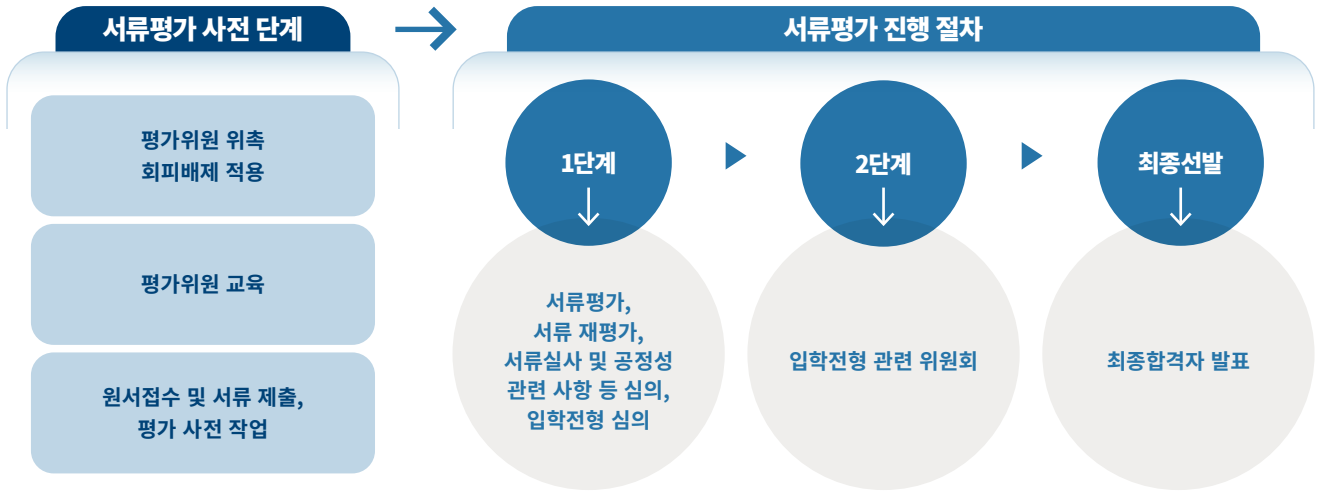 서류평가 사전 단계
평가위원 위촉
회피배제 적용
평가위원 교육
원서접수 및 서류 제출,
평가 사전 작업
서류평가 진행 절차
1단계
서류평가,
서류 재평가,
서류실사 및 공정성
관련 사항 등 심의,
입학전형 심의
2단계
입학전형 관련 위원회
최종선발
최종합격자 발표